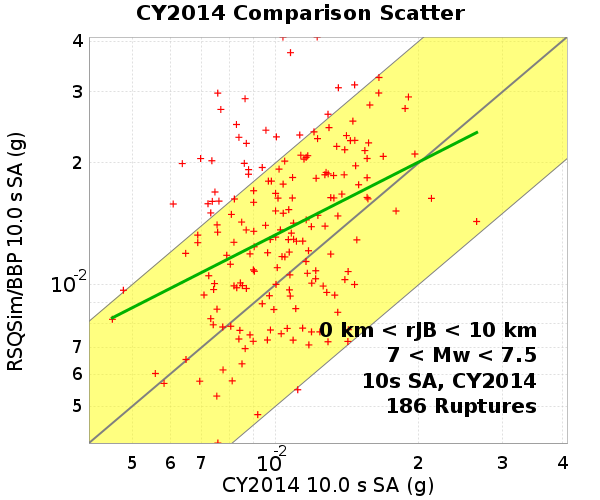 CY2014 Comparison Scatter
RSQSim/BBP 10.0 s SA (g)
4
3
2
10-2
7
6
5
0 km < rJB < 10 km
7 < Mw < 7.5
10s SA, CY2014
186 Ruptures
5 6 7 10-2 2 3 4
CY2014 10.0 s SA (g)